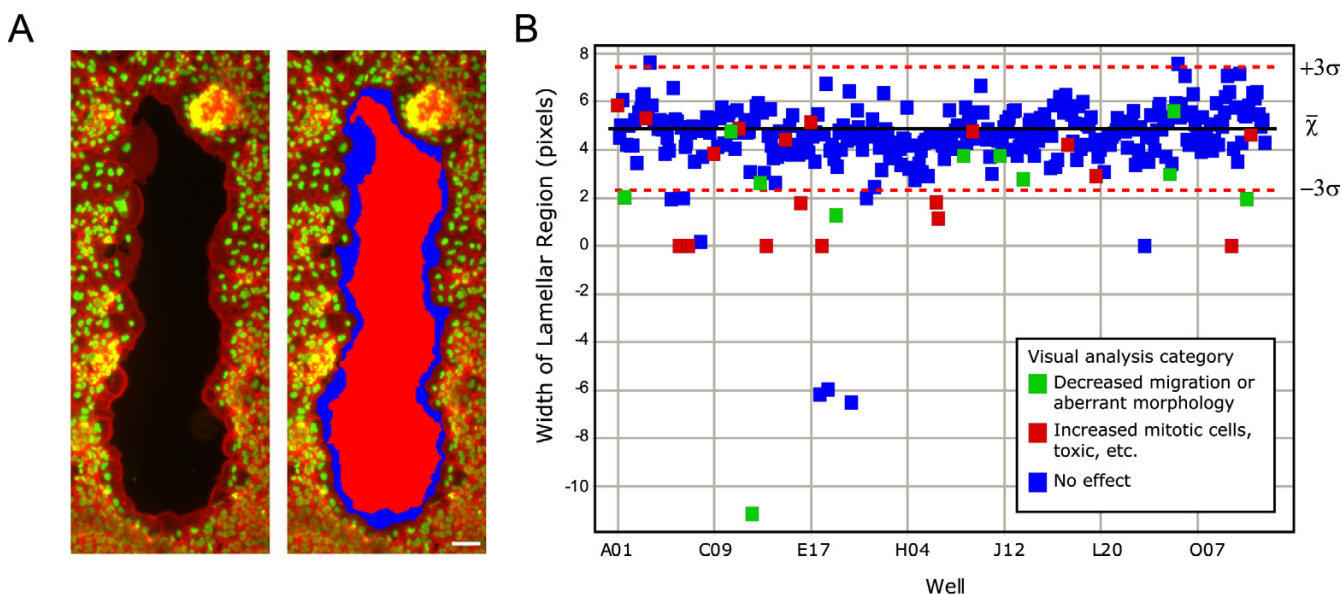 A
B
Width of Lamellar Region (pixels)
8
6
4
2
0
-2
-4
-6
-8
-10
+3σ
χ̄
−3σ
Visual analysis category
Decreased migration or
aberrant morphology
Increased mitotic cells,
toxic, etc.
No effect
A01 C09 E17 H04 J12 L20 O07
Well